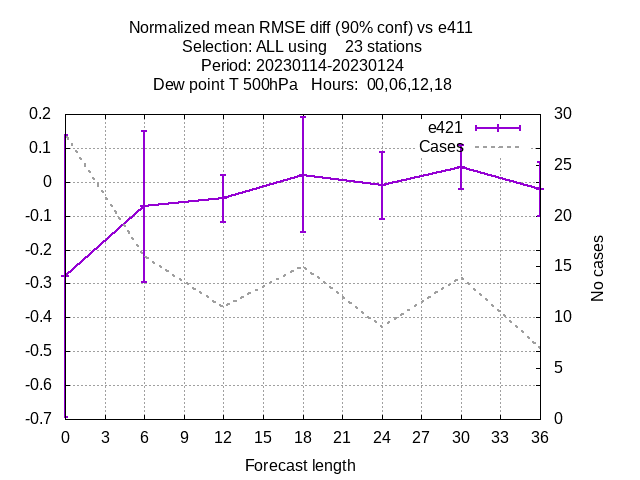 Normalized mean RMSE diff (90% conf) vs e411
Selection: ALL using    23 stations
Period: 20230114-20230124
Dew point T 500hPa   Hours:  00,06,12,18
e421
Cases
0.2
0.1
0
-0.1
-0.2
-0.3
-0.4
-0.5
-0.6
-0.7
30
25
20
15
10
5
0
No cases
0 3 6 9 12 15 18 21 24 27 30 33 36
Forecast length